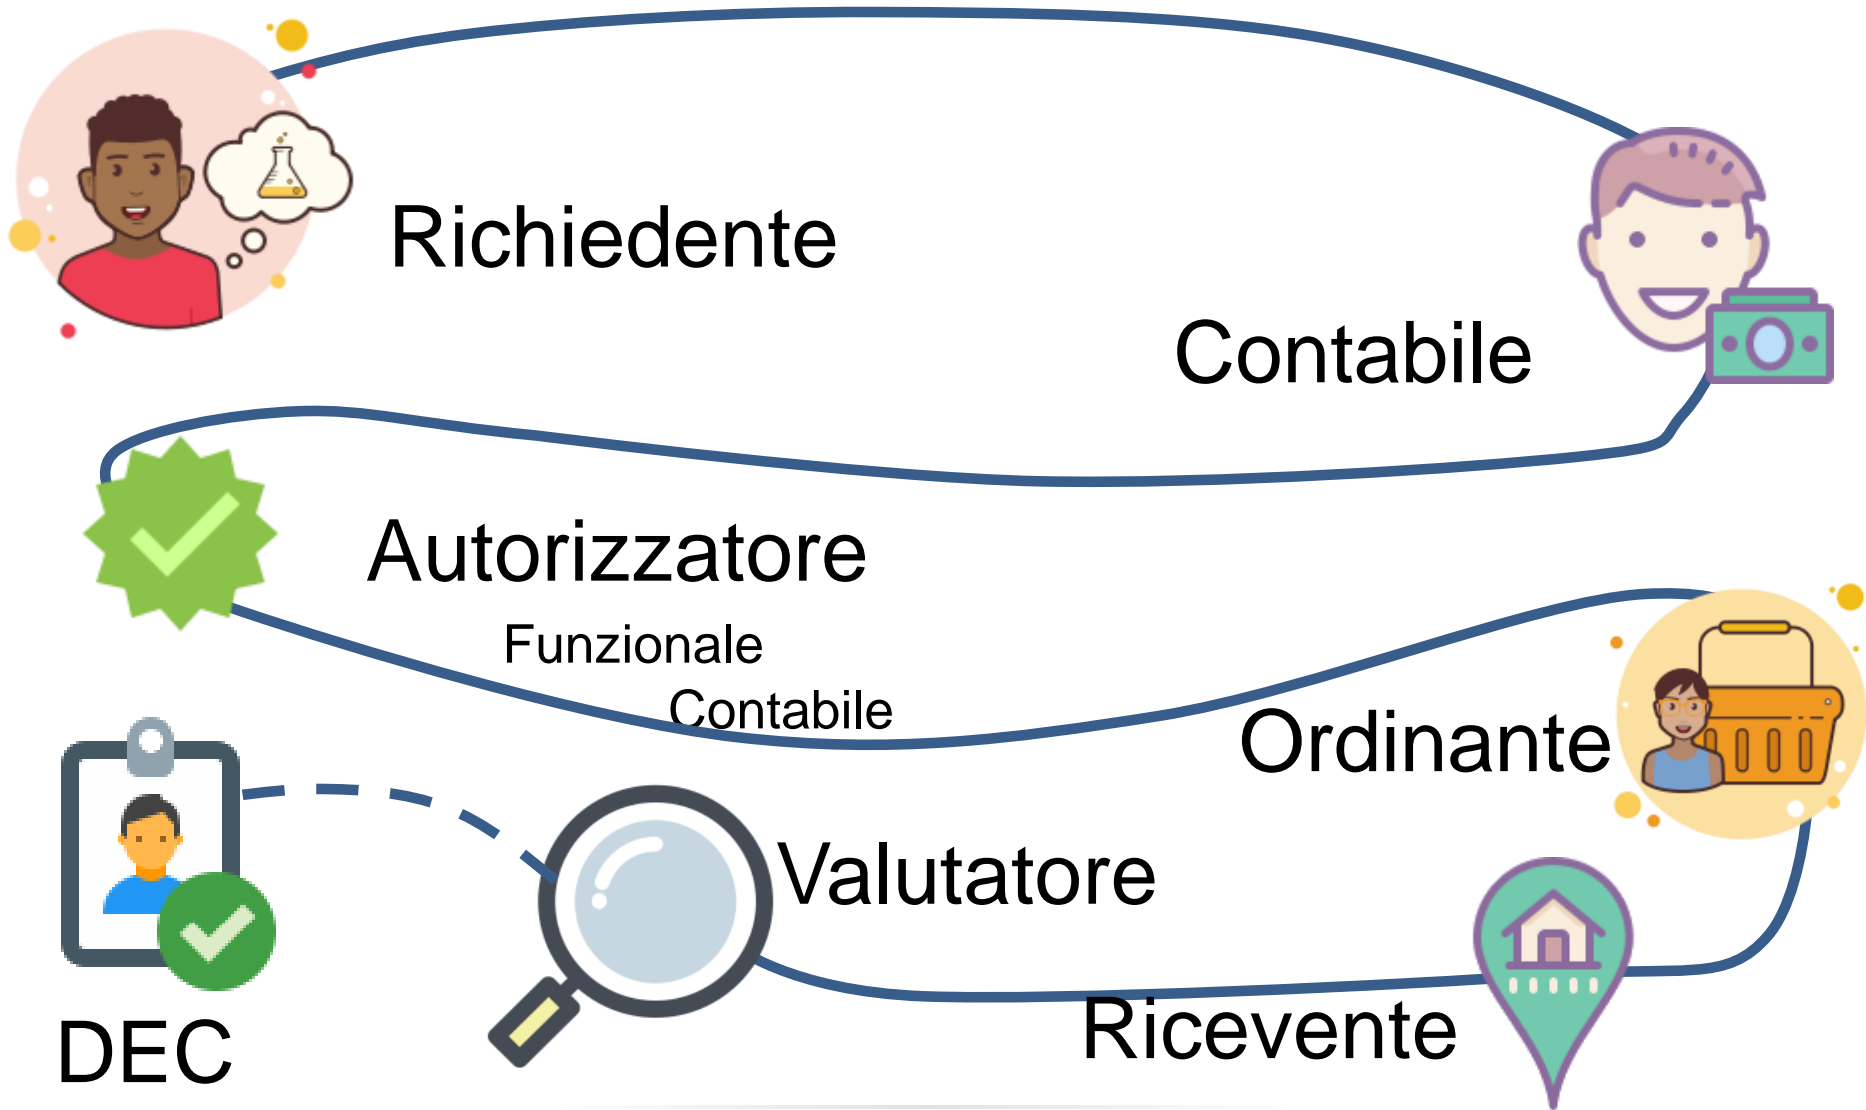 Richiedente
Contabile
Autorizzatore
Funzionale
Contabile
Ordinante
Valutatore
Ricevente
DEC